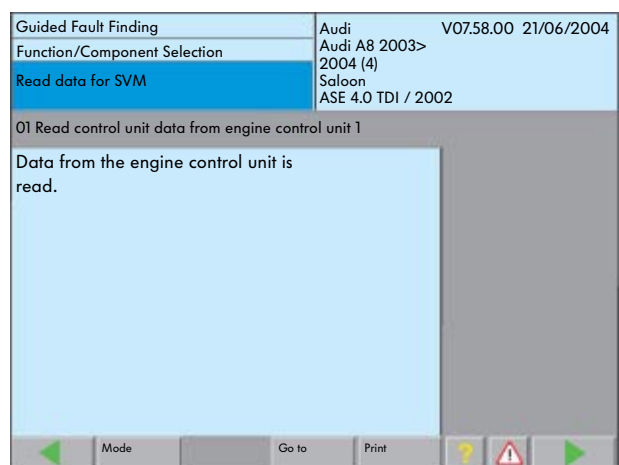 Guided Fault Finding
Function/Component Selection
Read data for SVM
Audi V07.58.00 21/06/2004
Audi A8 2003>
2004 (4)
Saloon
ASE 4.0 TDI / 2002
01 Read control unit data from engine control unit 1
Data from the engine control unit is
read.
Mode Go to Print ?